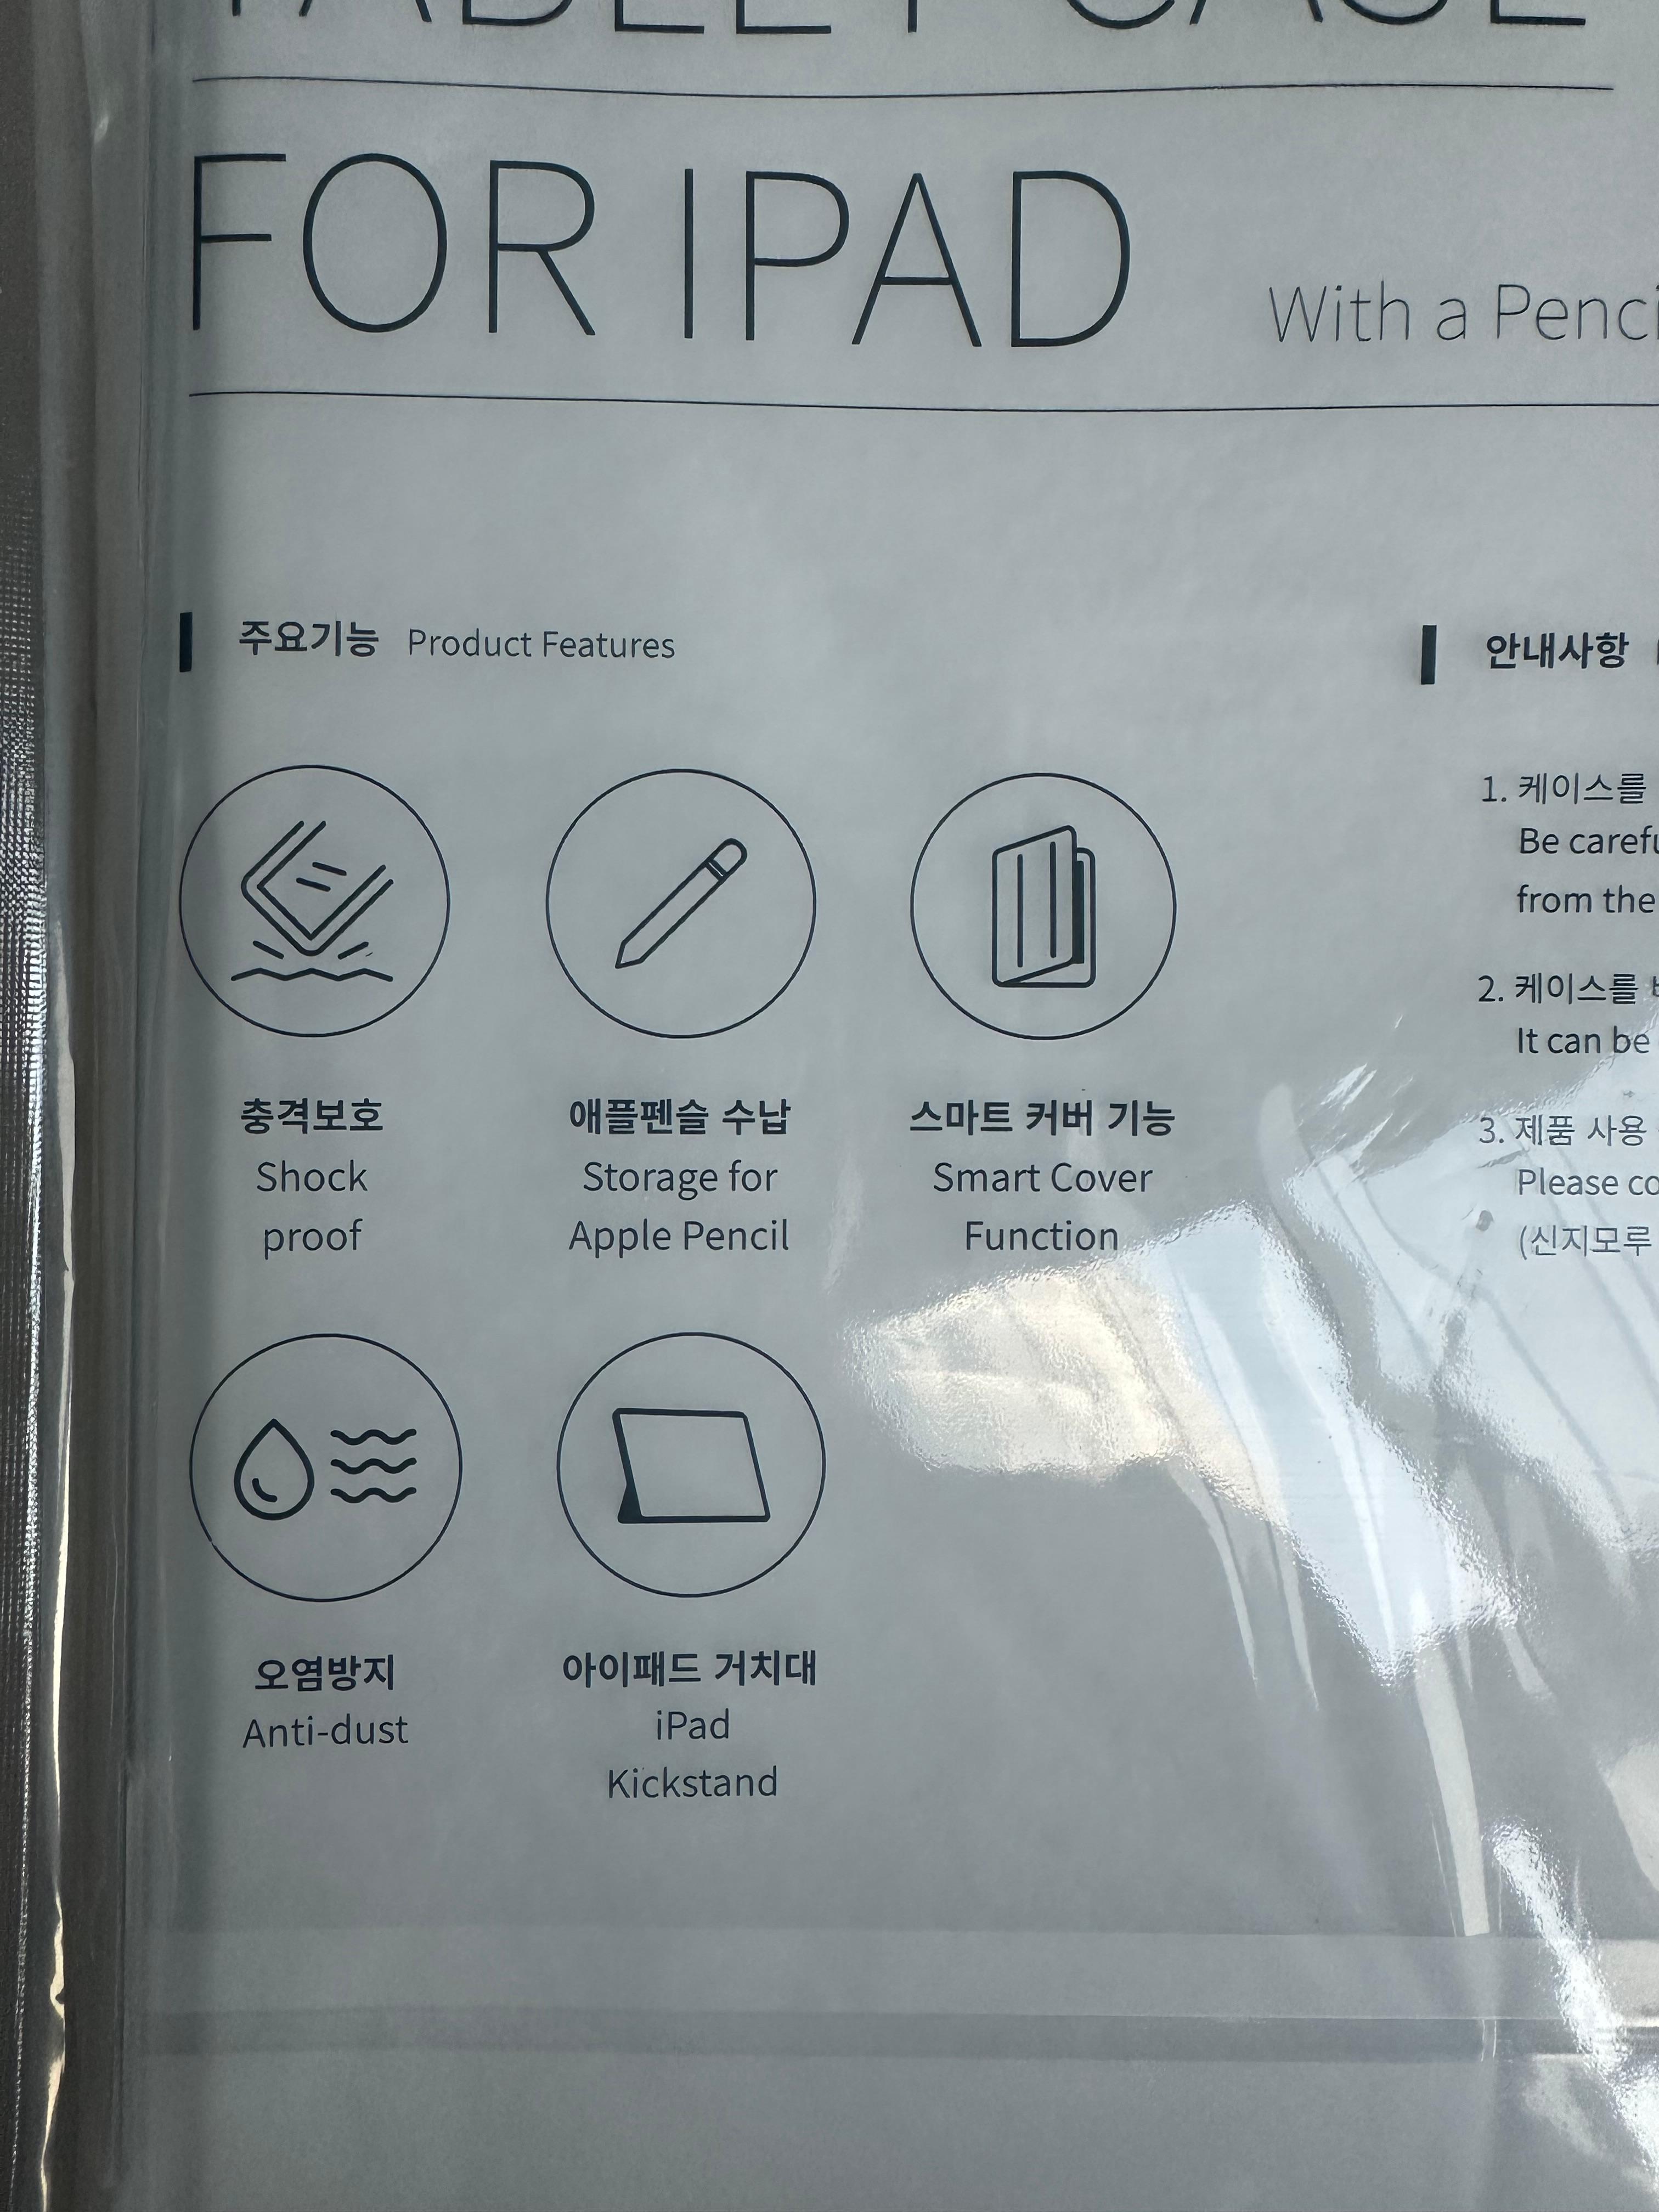 TABLET CASE
FOR IPAD
With a Penci
주요기능 Product Features
충격보호
Shock
proof
애플펜슬 수납
Storage for
Apple Pencil
스마트 커버 기능
Smart Cover
Function
오염방지
Anti-dust
아이패드 거치대
iPad
Kickstand
안내사항
1. 케이스를
Be carefu
from the
2. 케이스를
It can be
3. 제품 사용
Please co
(신지모루